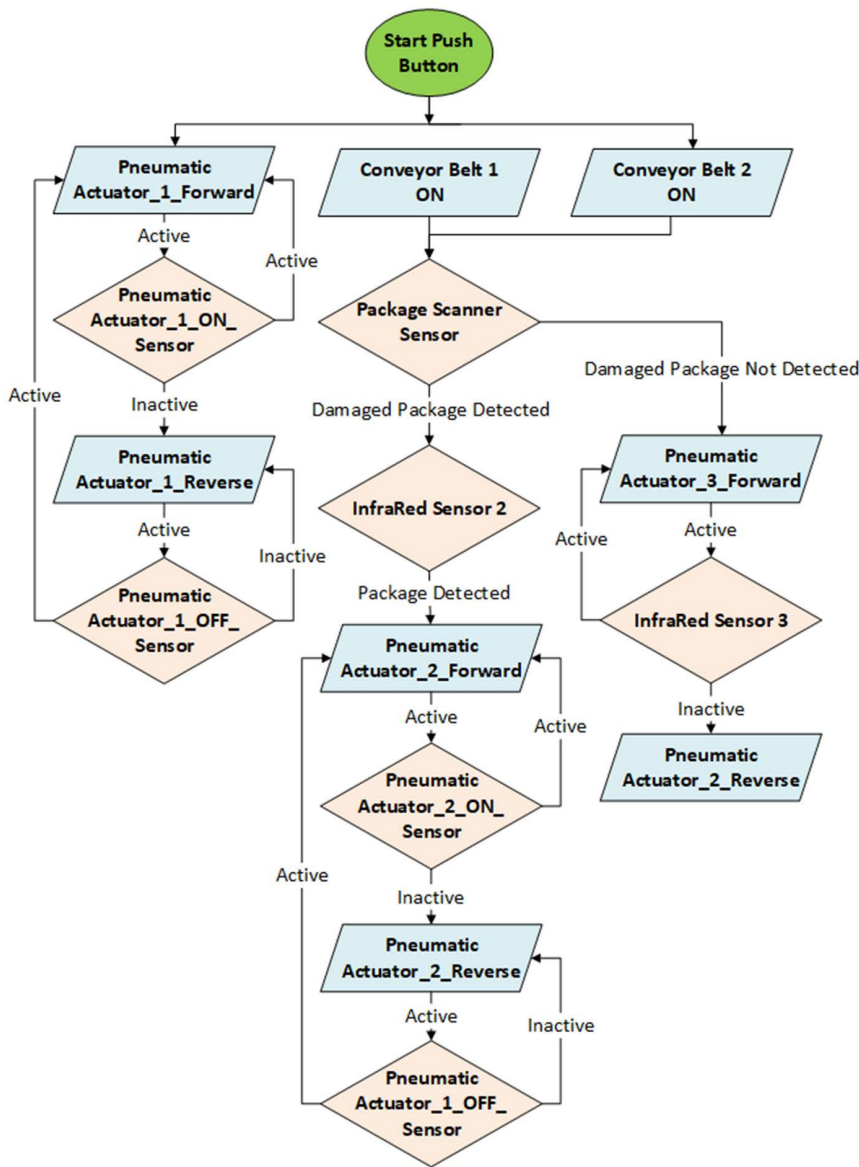 Start Push
Button
Pneumatic
Actuator_1_Forward
Conveyor Belt 1
ON
Conveyor Belt 2
ON
Active
Active
Pneumatic
Actuator_1_ON_
Sensor
Package Scanner
Sensor
Damaged Package Not Detected
Active
Inactive
Damaged Package Detected
Pneumatic
Actuator_1_Reverse
Pneumatic
Actuator_3_Forward
InfraRed Sensor 2
Active
Inactive
Active
Active
Pneumatic
Actuator_1_OFF_
Sensor
Package Detected
InfraRed Sensor 3
Pneumatic
Actuator_2_Forward
Inactive
Active
Active
Pneumatic
Actuator_2_Reverse
Pneumatic
Actuator_2_ON_
Sensor
Active
Inactive
Pneumatic
Actuator_2_Reverse
Active
Inactive
Pneumatic
Actuator_1_OFF_
Sensor